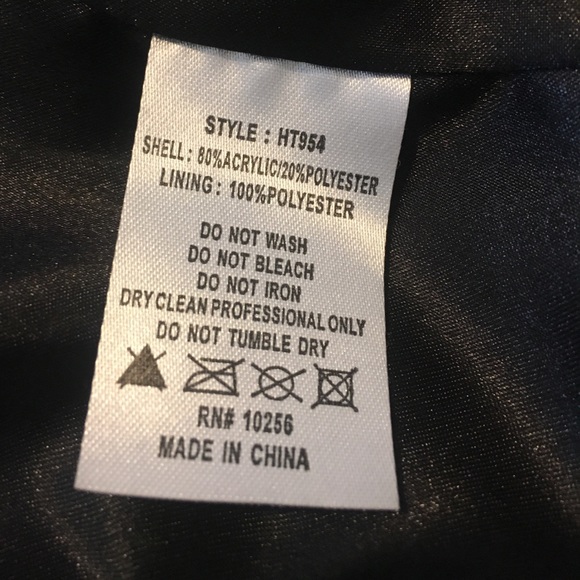 STYLE : HT954
SHELL : 80%ACRYLIC/20%POLYESTER
LINING : 100%POLYESTER
DO NOT WASH
DO NOT BLEACH
DO NOT IRON
DRY CLEAN PROFESSIONAL ONLY
DO NOT TUMBLE DRY
RN# 10256
MADE IN CHINA